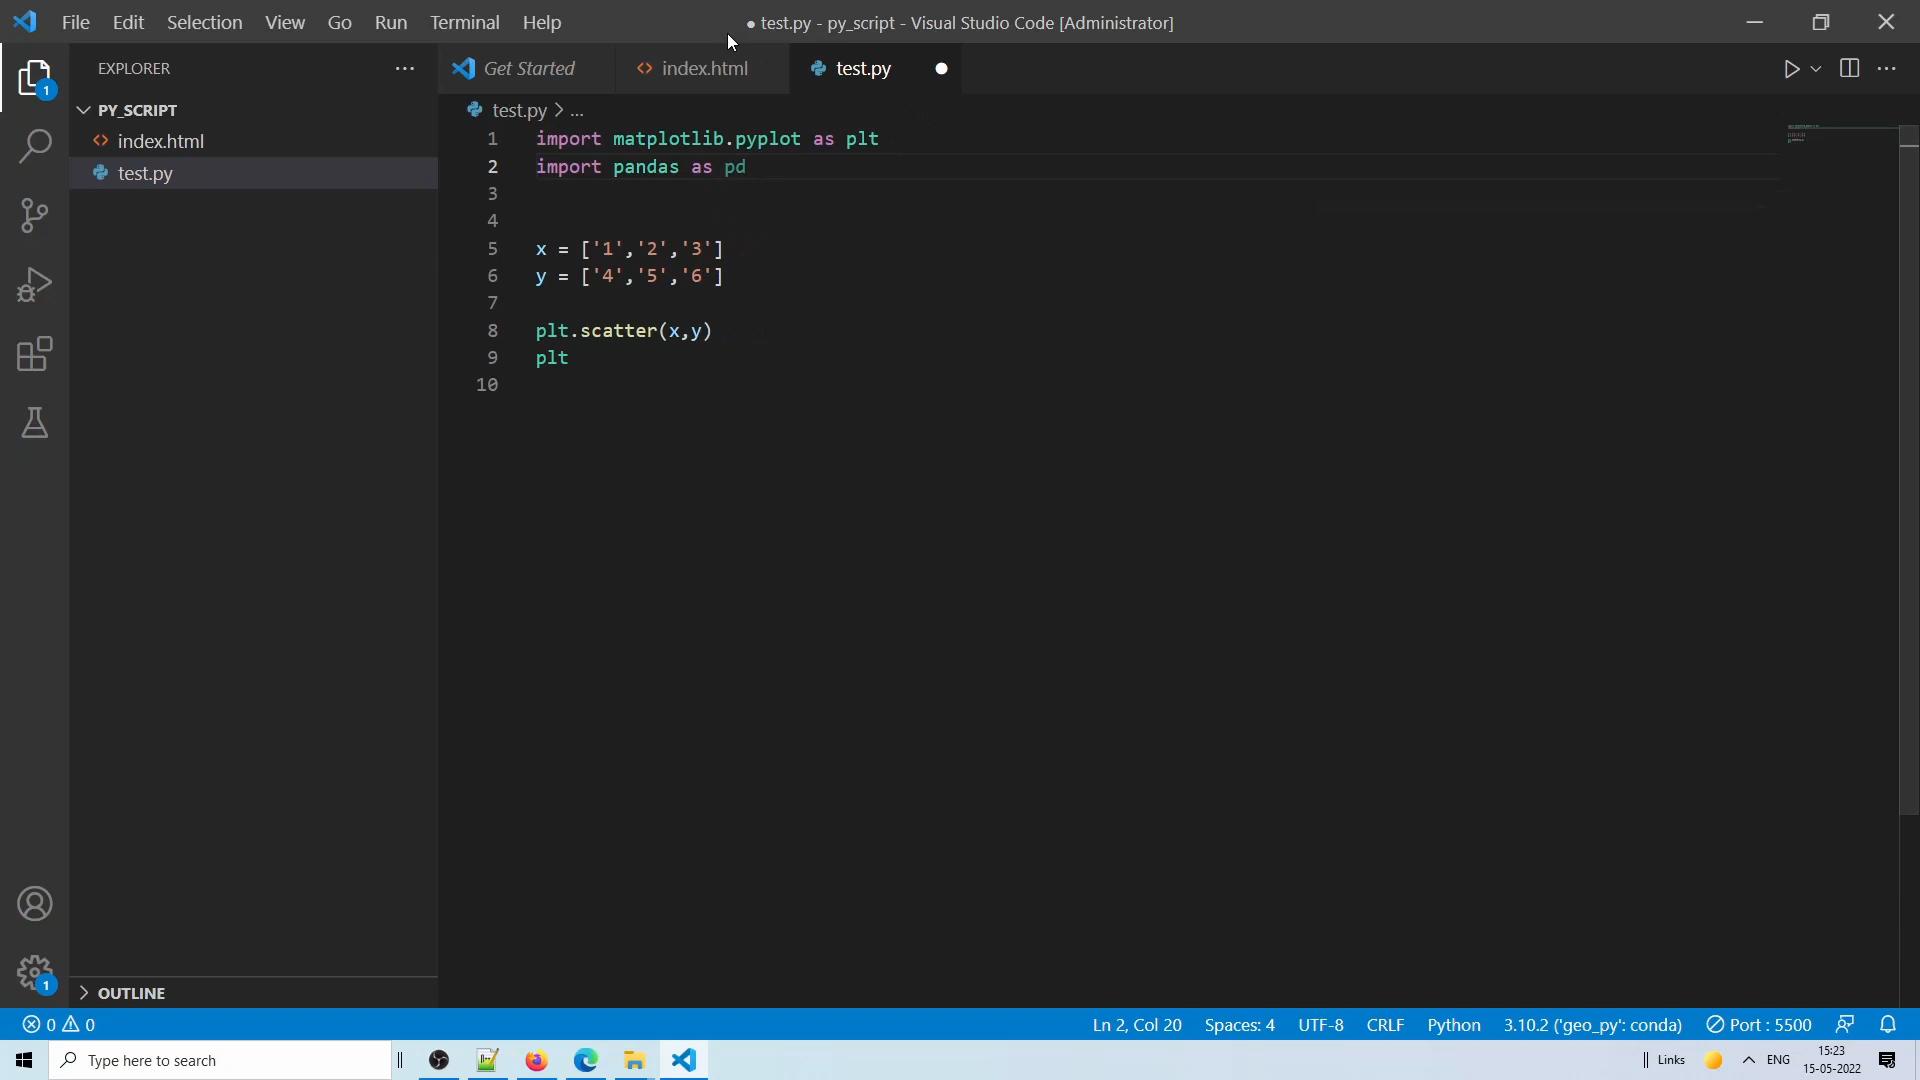 File Edit Selection View Go Run Terminal Help
● test.py - py_script - Visual Studio Code [Administrator]
EXPLORER
Get Started
index.html
test.py
PY_SCRIPT
index.html
test.py
test.py > ...
1 import matplotlib.pyplot as plt
2 import pandas as pd
3
4
5 x = ['1','2','3']
6 y = ['4','5','6']
7
8 plt.scatter(x,y)
9 plt
10
1
1
OUTLINE
0 0
Ln 2, Col 20 Spaces: 4 UTF-8 CRLF Python 3.10.2 ('geo_py': conda) Port : 5500
Type here to search
Links
ENG
15:23
15-05-2022